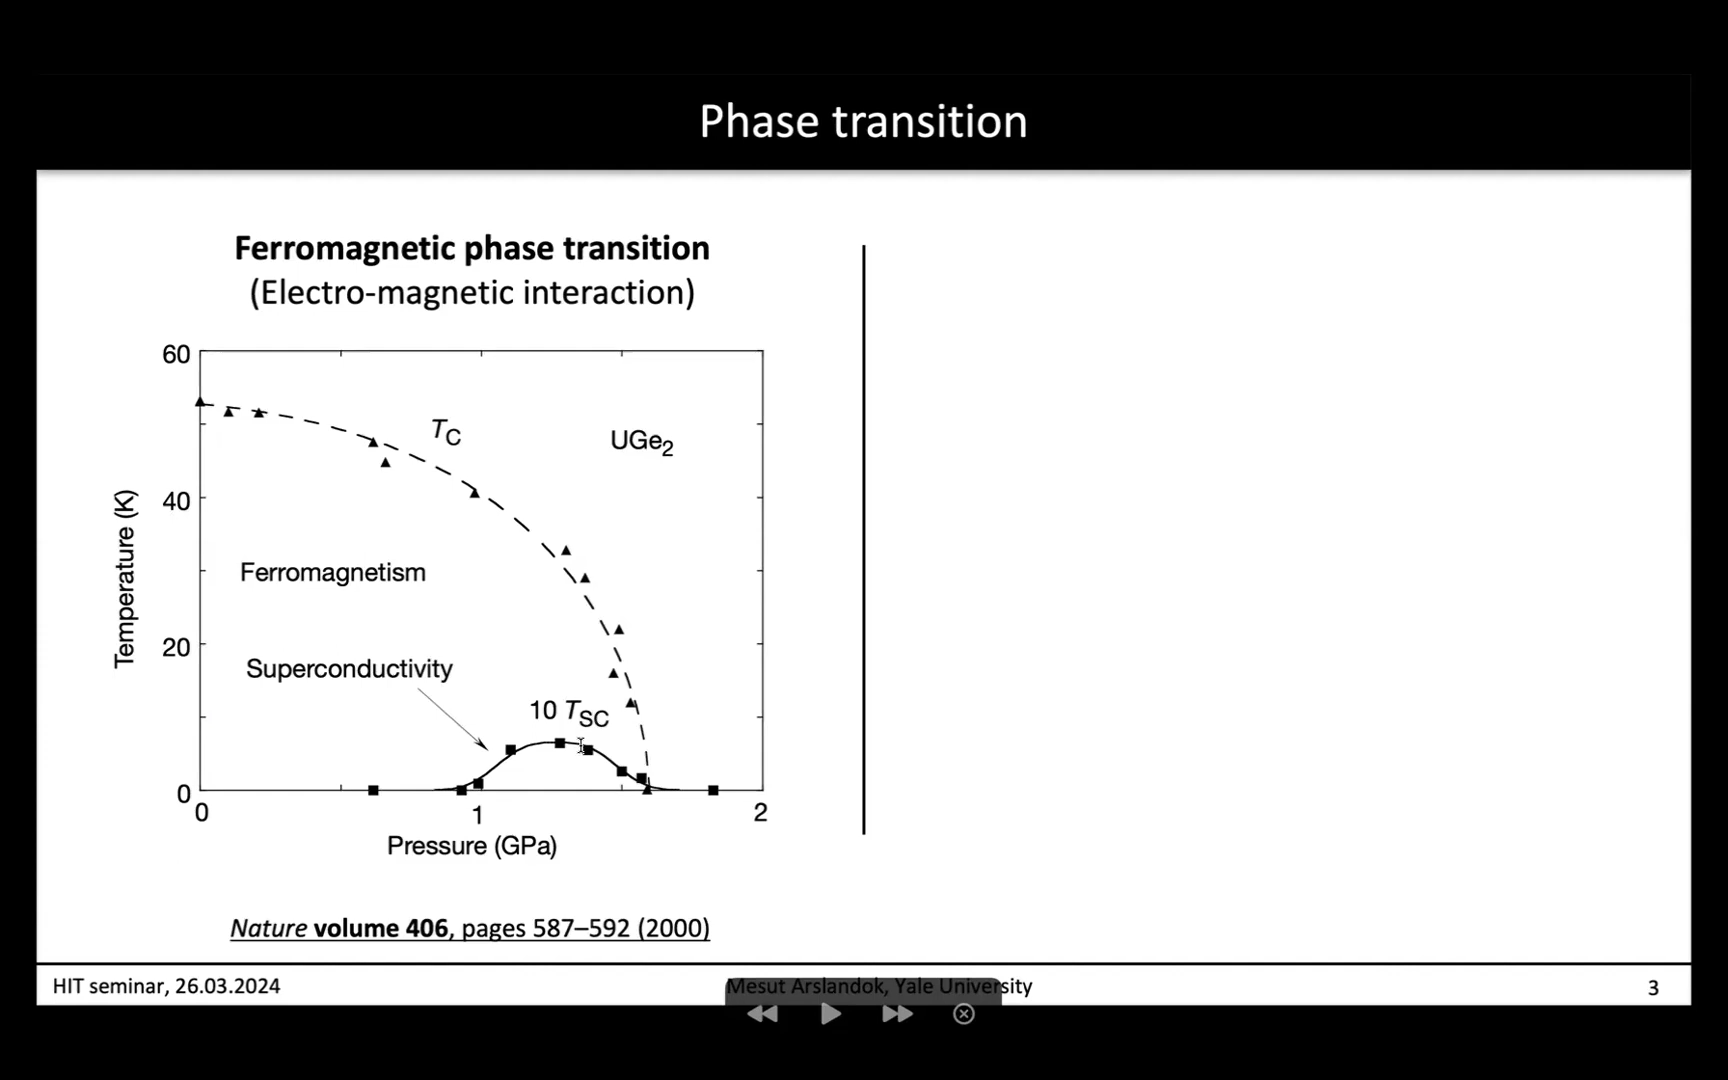 Phase transition
Ferromagnetic phase transition
(Electro-magnetic interaction)
60
T_C
UGe₂
40
Temperature (K)
Ferromagnetism
20
Superconductivity
10 T_SC
0
0
1
2
Pressure (GPa)
Nature volume 406, pages 587–592 (2000)
HIT seminar, 26.03.2024
Mesut Arslandok, Yale University
3